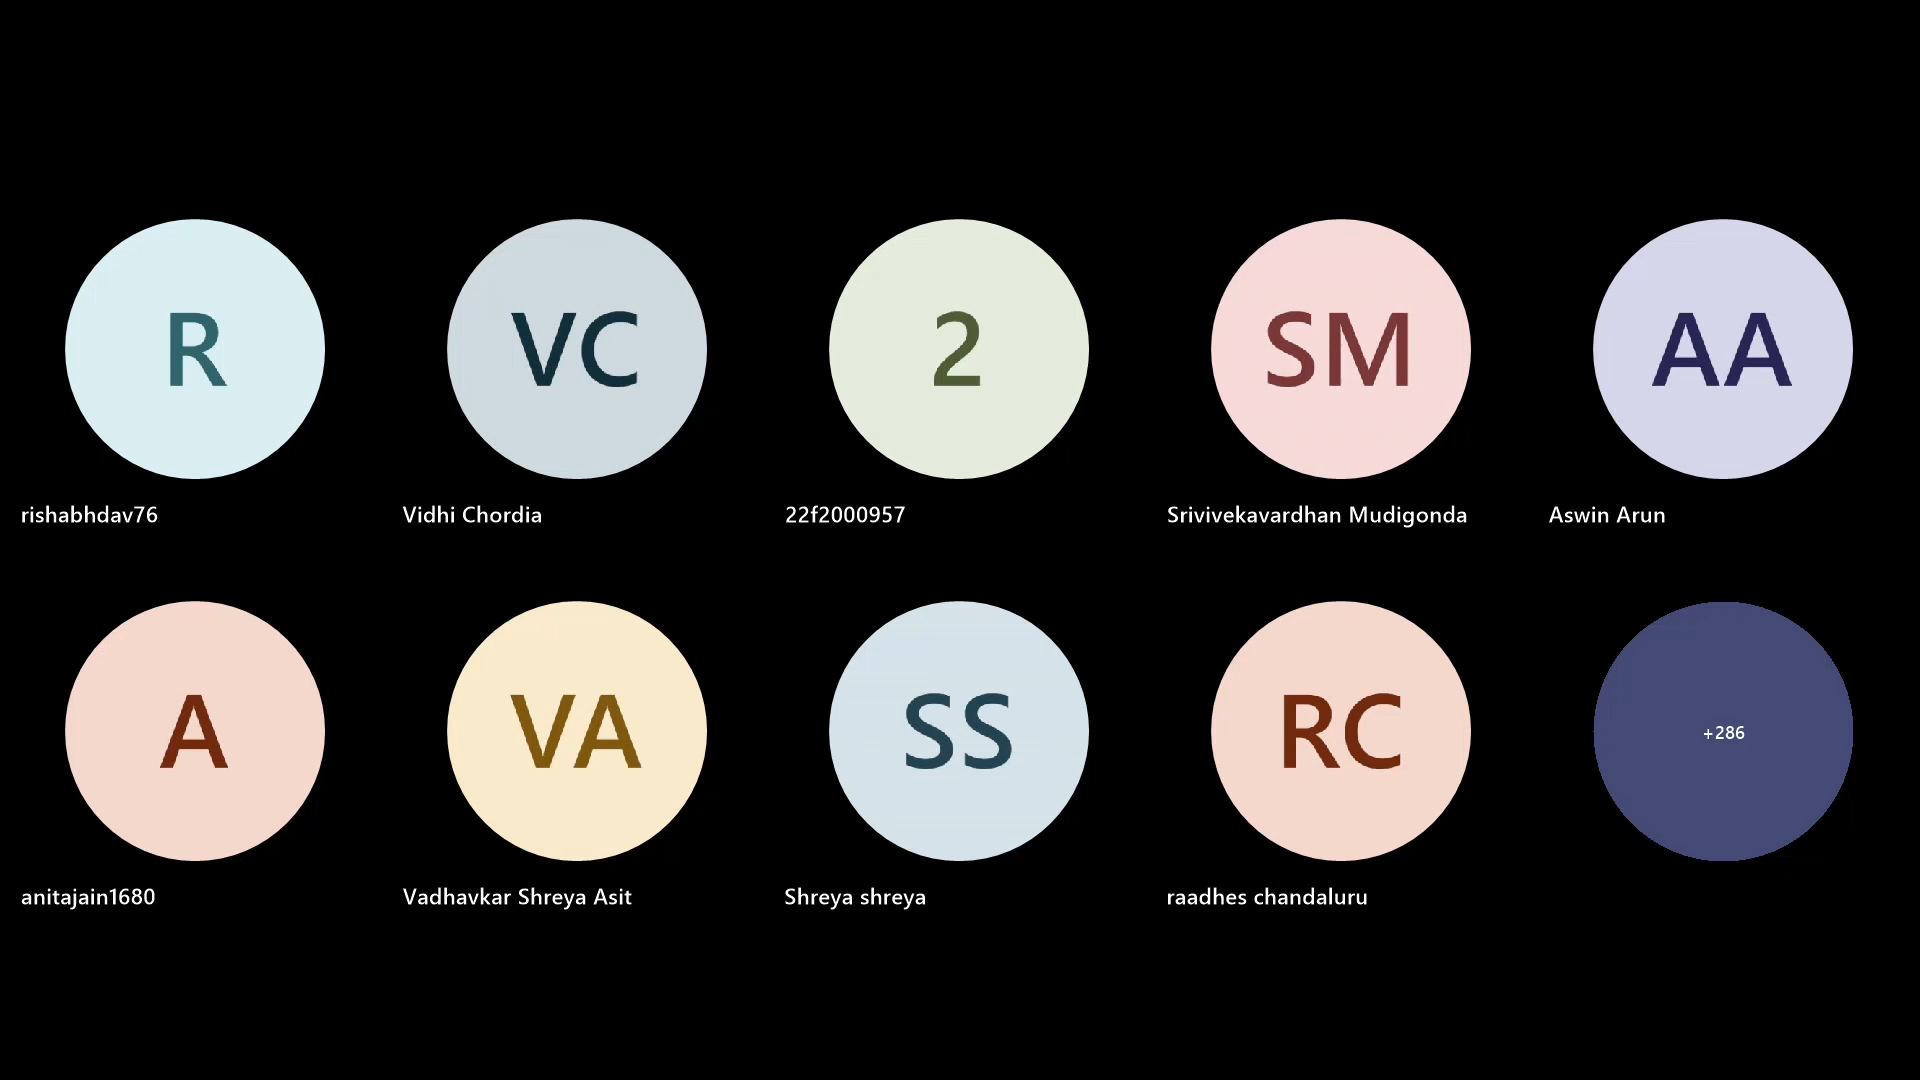 R
VC
2
SM
AA
rishabhdav76
Vidhi Chordia
22f2000957
Srivivekavardhan Mudigonda
Aswin Arun
A
VA
SS
RC
+286
anitajain1680
Vadhavkar Shreya Asit
Shreya shreya
raadhes chandaluru